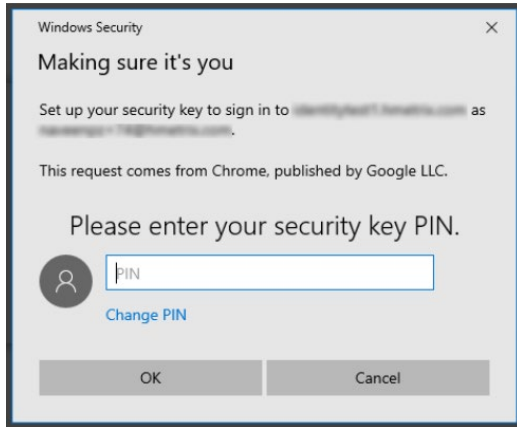 Windows Security
Making sure it's you
Set up your security key to sign in to as
This request comes from Chrome, published by Google LLC.
Please enter your security key PIN.
PIN
Change PIN
OK Cancel